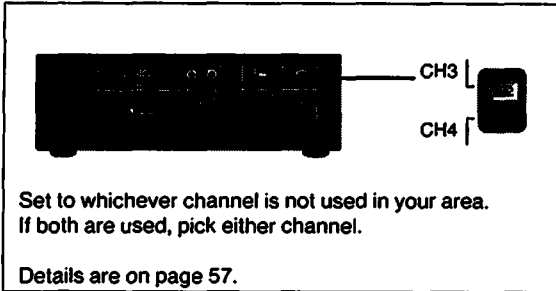 CH3
CH4
Set to whichever channel is not used in your area.
If both are used, pick either channel.
Details are on page 57.